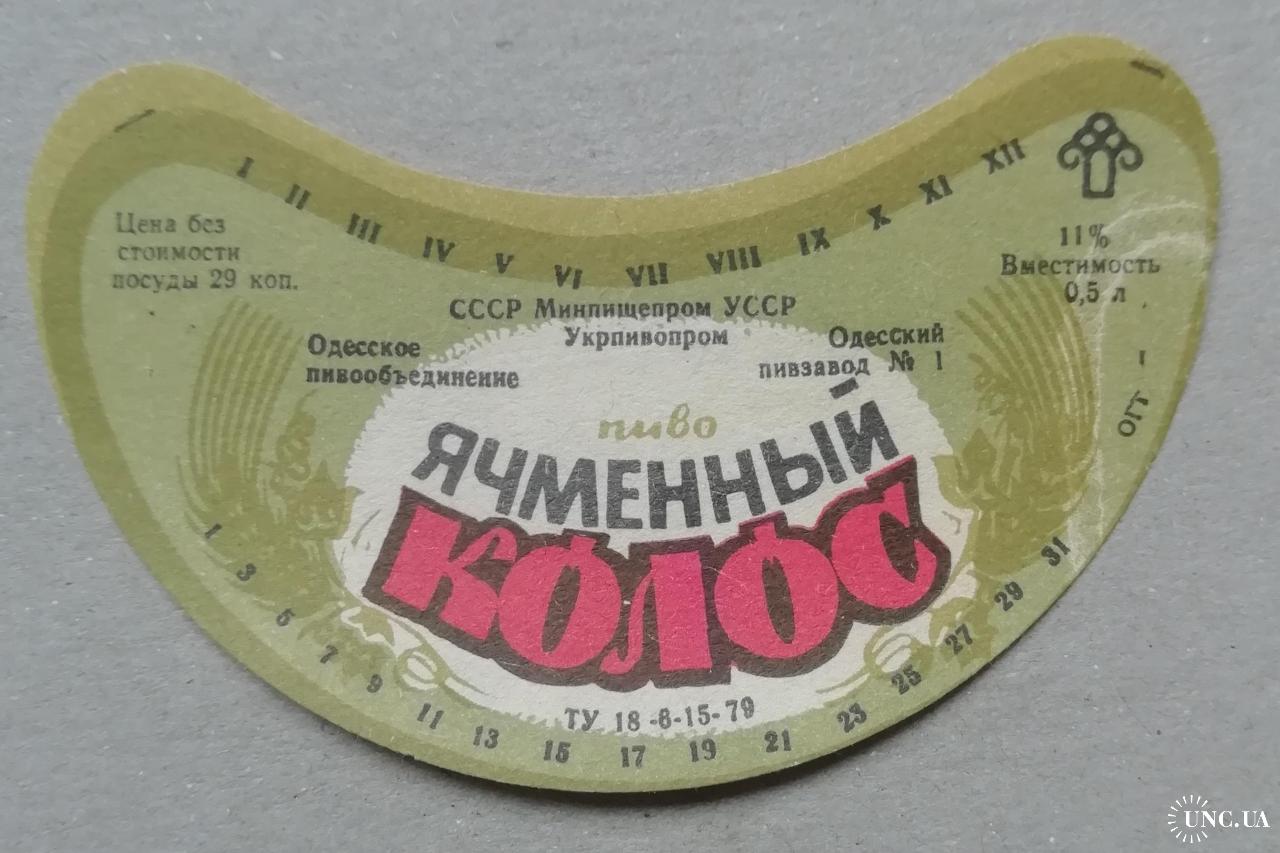 I II III IV V VI VII VIII IX X XI XII
Цена без
стоимости
посуды 29 коп.
11%
Вместимость
0,5 л
СССР Минпищепром УССР
Укрпивопром
Одесское
пивообъединение
Одесский
пивзавод № 1
ОГТ – I
пиво
ЯЧМЕННЫЙ
КОЛОС
ТУ 18-6-15-79
1 3 5 7 9 11 13 15 17 19 21 23 25 27 29 31
UNC.UA